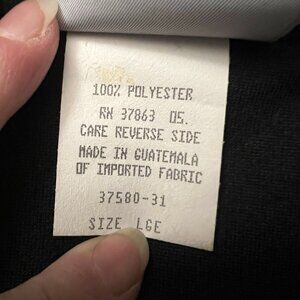 100% POLYESTER
RN 37863 05.
CARE REVERSE SIDE
MADE IN GUATEMALA
OF IMPORTED FABRIC
37580-31
SIZE LGE